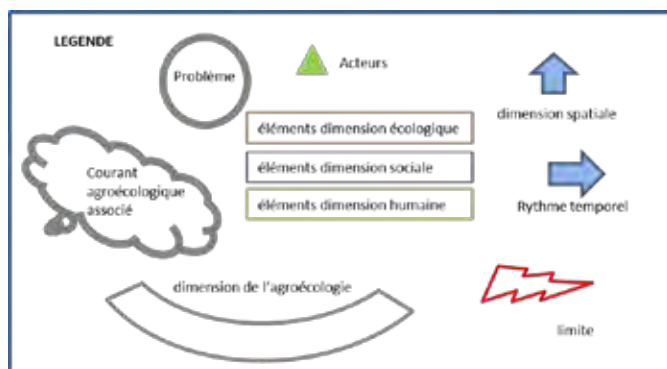 LEGENDE
Problème
Acteurs
dimension spatiale
éléments dimension écologique
éléments dimension sociale
éléments dimension humaine
Courant
agroécologique
associé
Rythme temporel
dimension de l'agroécologie
limite